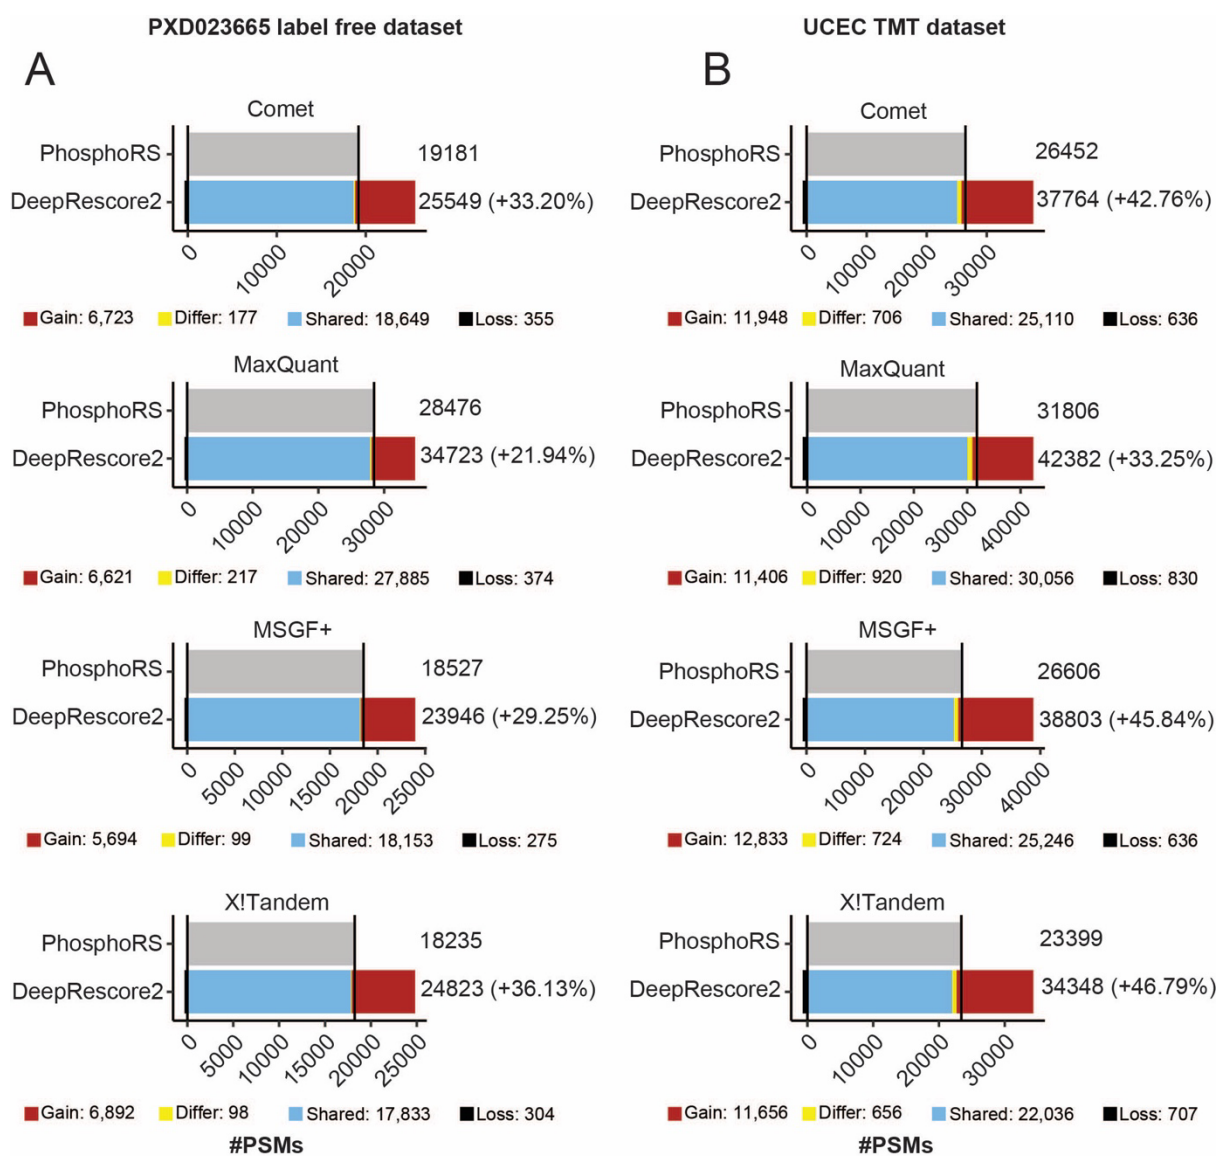 PXD023665 label free dataset
A
Comet
PhosphoRS
19181
DeepRescore2
25549 (+33.20%)
0 10000 20000
Gain: 6,723 Differ: 177 Shared: 18,649 Loss: 355
MaxQuant
PhosphoRS
28476
DeepRescore2
34723 (+21.94%)
0 10000 20000 30000
Gain: 6,621 Differ: 217 Shared: 27,885 Loss: 374
MSGF+
PhosphoRS
18527
DeepRescore2
23946 (+29.25%)
0 5000 10000 15000 20000 25000
Gain: 5,694 Differ: 99 Shared: 18,153 Loss: 275
X!Tandem
PhosphoRS
18235
DeepRescore2
24823 (+36.13%)
0 5000 10000 15000 20000 25000
Gain: 6,892 Differ: 98 Shared: 17,833 Loss: 304
#PSMs
UCEC TMT dataset
B
Comet
PhosphoRS
26452
DeepRescore2
37764 (+42.76%)
0 10000 20000 30000
Gain: 11,948 Differ: 706 Shared: 25,110 Loss: 636
MaxQuant
PhosphoRS
31806
DeepRescore2
42382 (+33.25%)
0 10000 20000 30000 40000
Gain: 11,406 Differ: 920 Shared: 30,056 Loss: 830
MSGF+
PhosphoRS
26606
DeepRescore2
38803 (+45.84%)
0 10000 20000 30000 40000
Gain: 12,833 Differ: 724 Shared: 25,246 Loss: 636
X!Tandem
PhosphoRS
23399
DeepRescore2
34348 (+46.79%)
0 10000 20000 30000
Gain: 11,656 Differ: 656 Shared: 22,036 Loss: 707
#PSMs